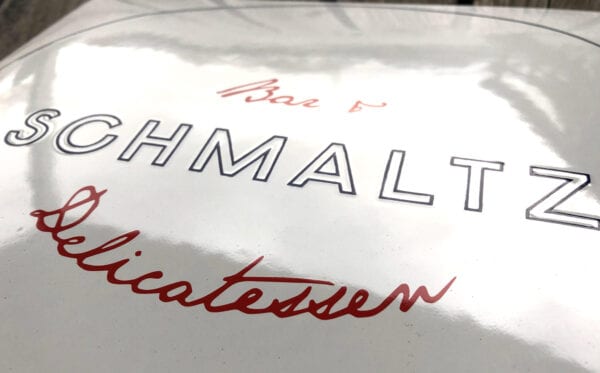 Bar &
SCHMALTZ
Delicatessen